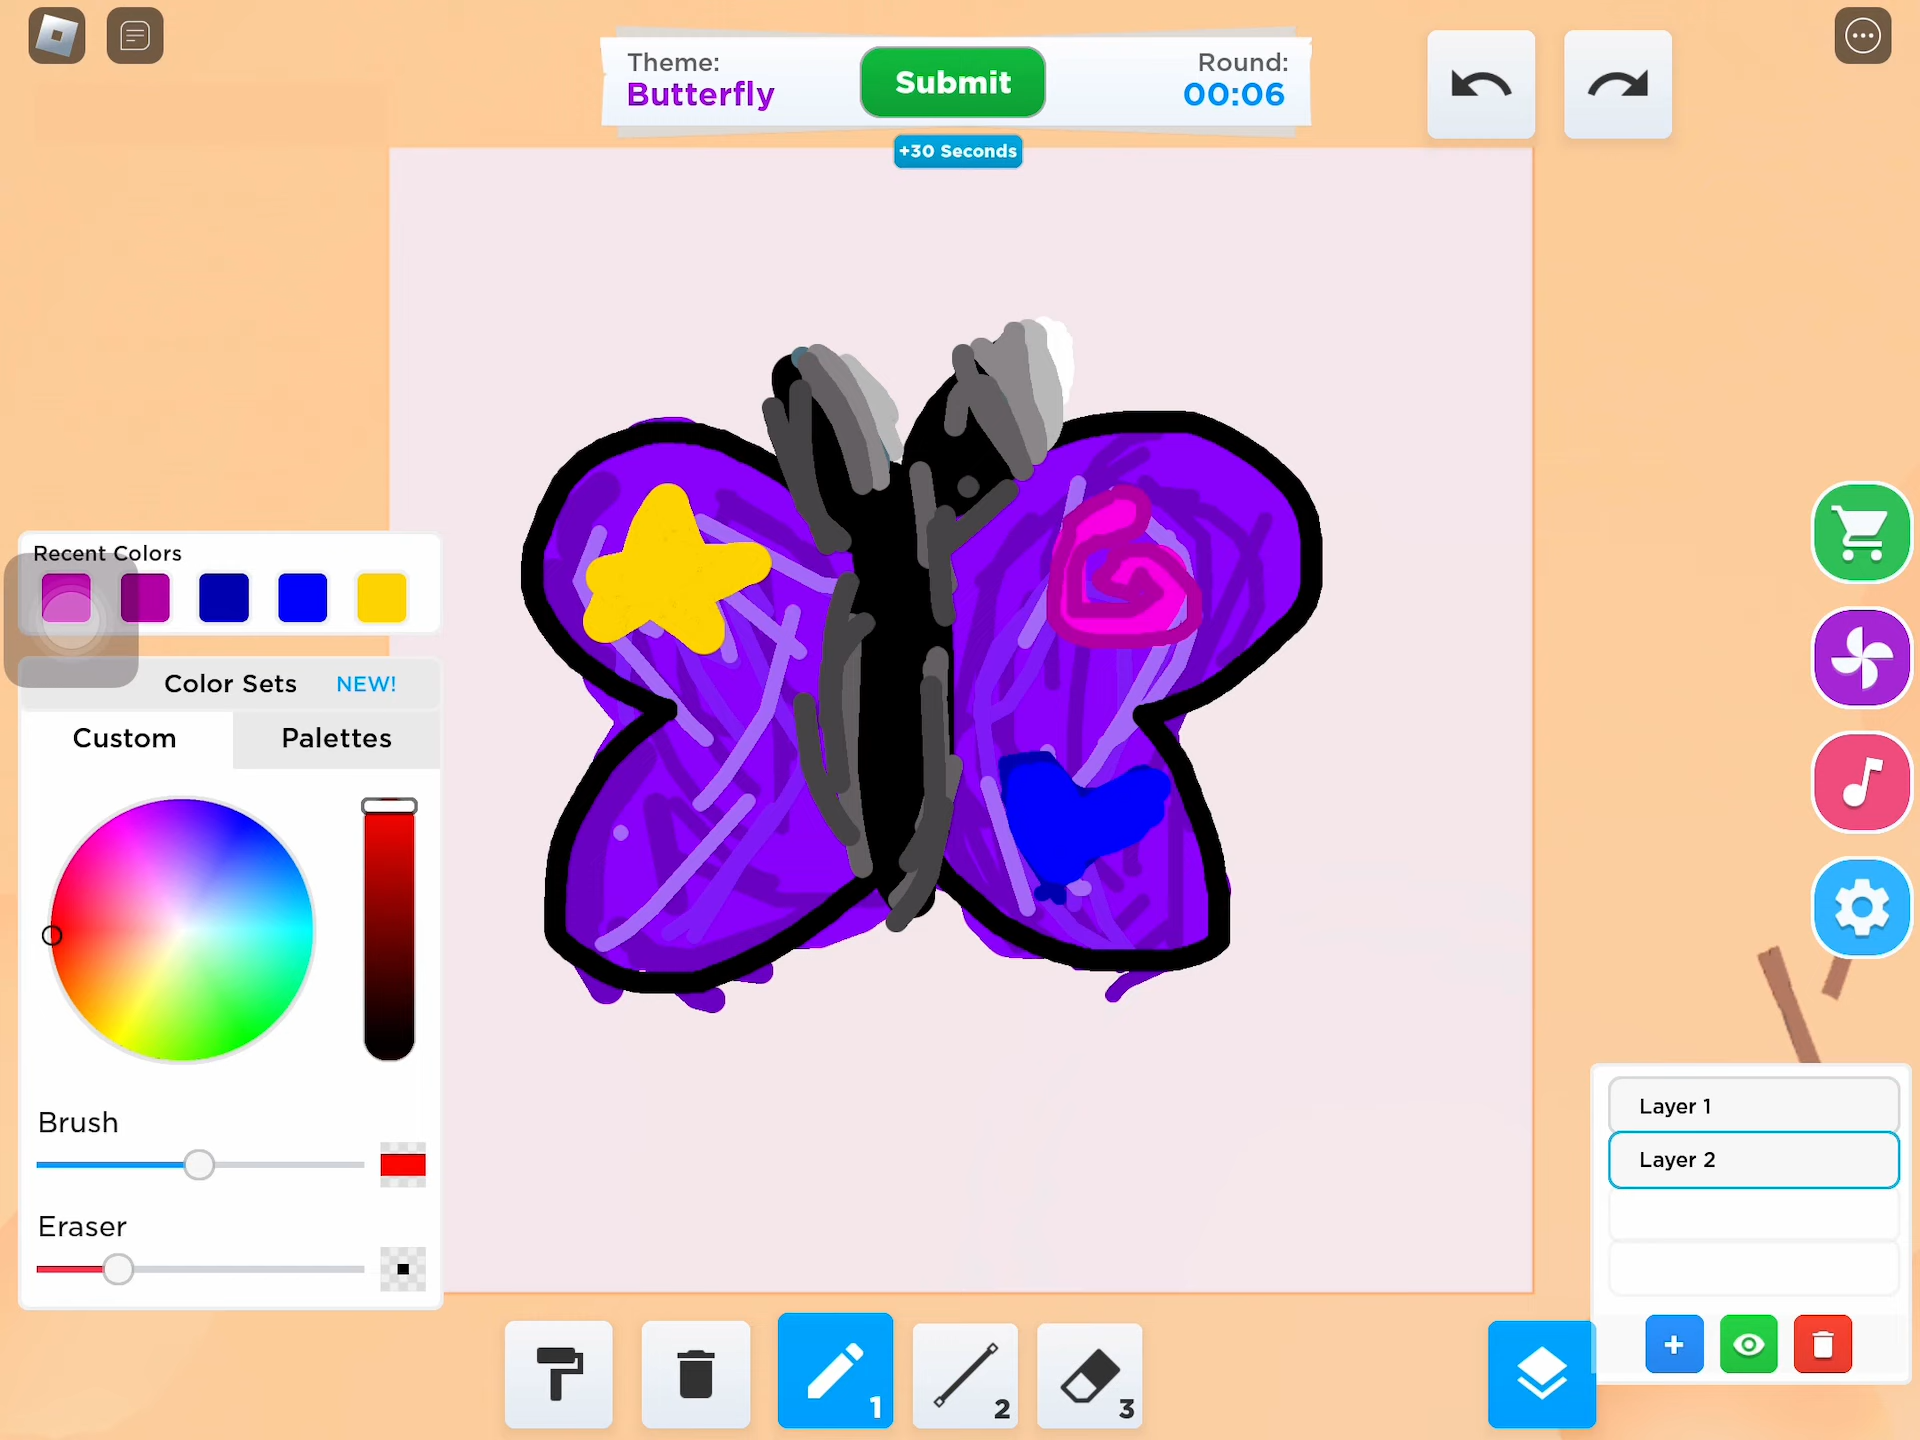 Theme:
Butterfly
Submit
Round:
00:06
+30 Seconds
Recent Colors
Color Sets NEW!
Custom Palettes
Brush
Eraser
Layer 1
Layer 2
1
2
3